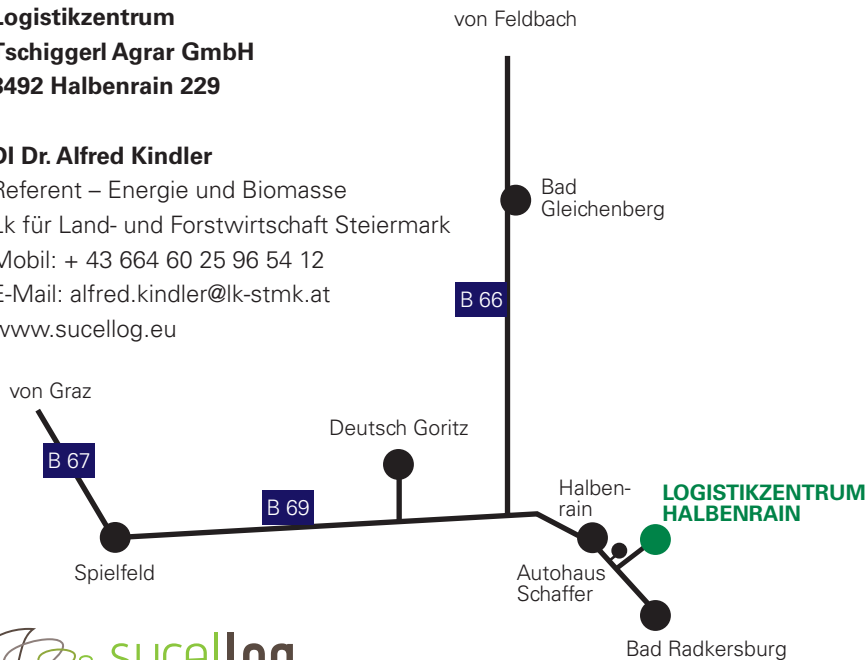 Logistikzentrum
Tschiggerl Agrar GmbH
8492 Halbenrain 229
DI Dr. Alfred Kindler
Referent – Energie und Biomasse
Lk für Land- und Forstwirtschaft Steiermark
Mobil: + 43 664 60 25 96 54 12
E-Mail: alfred.kindler@lk-stmk.at
www.sucellog.eu
von Feldbach
Bad
Gleichenberg
B 66
von Graz
B 67
Deutsch Goritz
B 69
Spielfeld
Halben-
rain
LOGISTIKZENTRUM
HALBENRAIN
Autohaus
Schaffer
Bad Radkersburg
sucellog